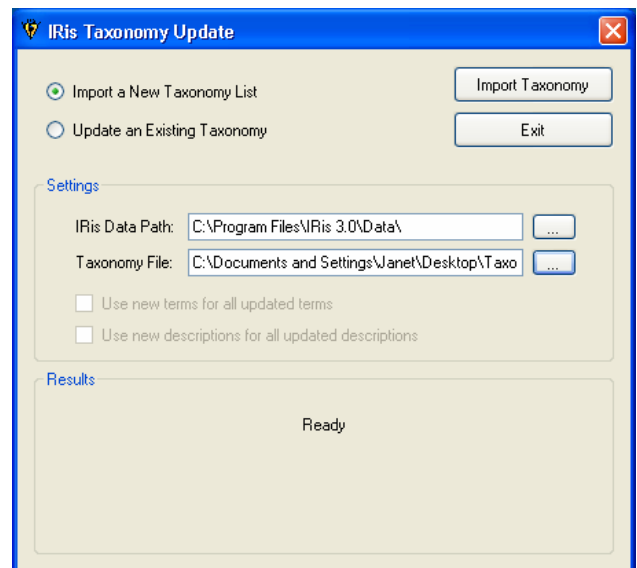 IRis Taxonomy Update
Import a New Taxonomy List
Import Taxonomy
Update an Existing Taxonomy
Exit
Settings
IRis Data Path: C:\Program Files\IRis 3.0\Data\ ...
Taxonomy File: C:\Documents and Settings\Janet\Desktop\Taxo ...
Use new terms for all updated terms
Use new descriptions for all updated descriptions
Results
Ready